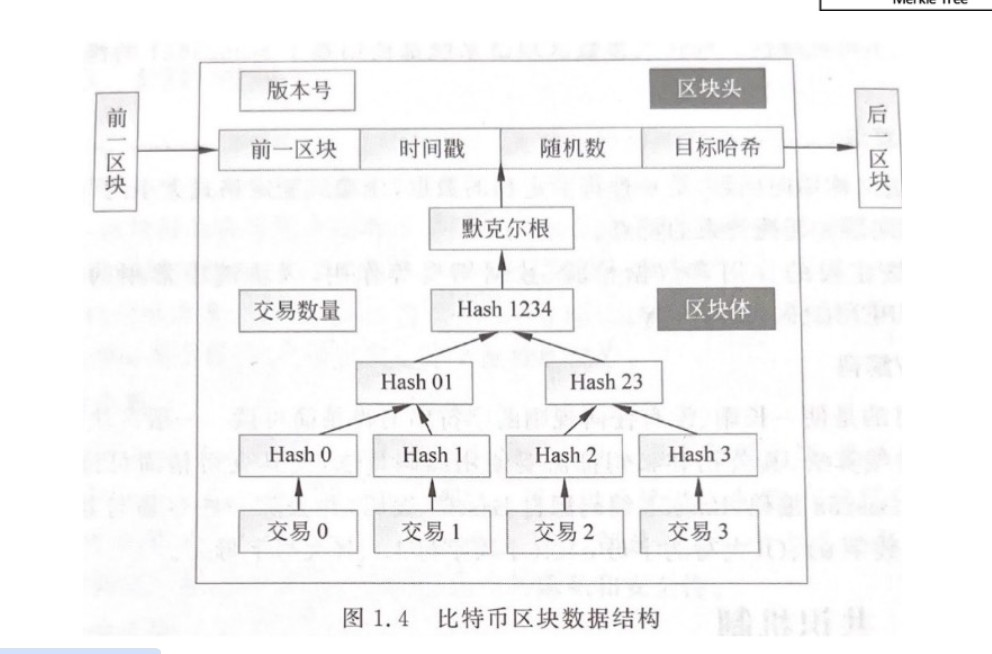 Merkle Tree
版本号
区块头
前一区块
前一区块
时间戳
随机数
目标哈希
后区块
默克尔根
交易数量
Hash 1234
区块体
Hash 01
Hash 23
Hash 0
Hash 1
Hash 2
Hash 3
交易 0
交易 1
交易 2
交易 3
图 1.4 比特币区块数据结构